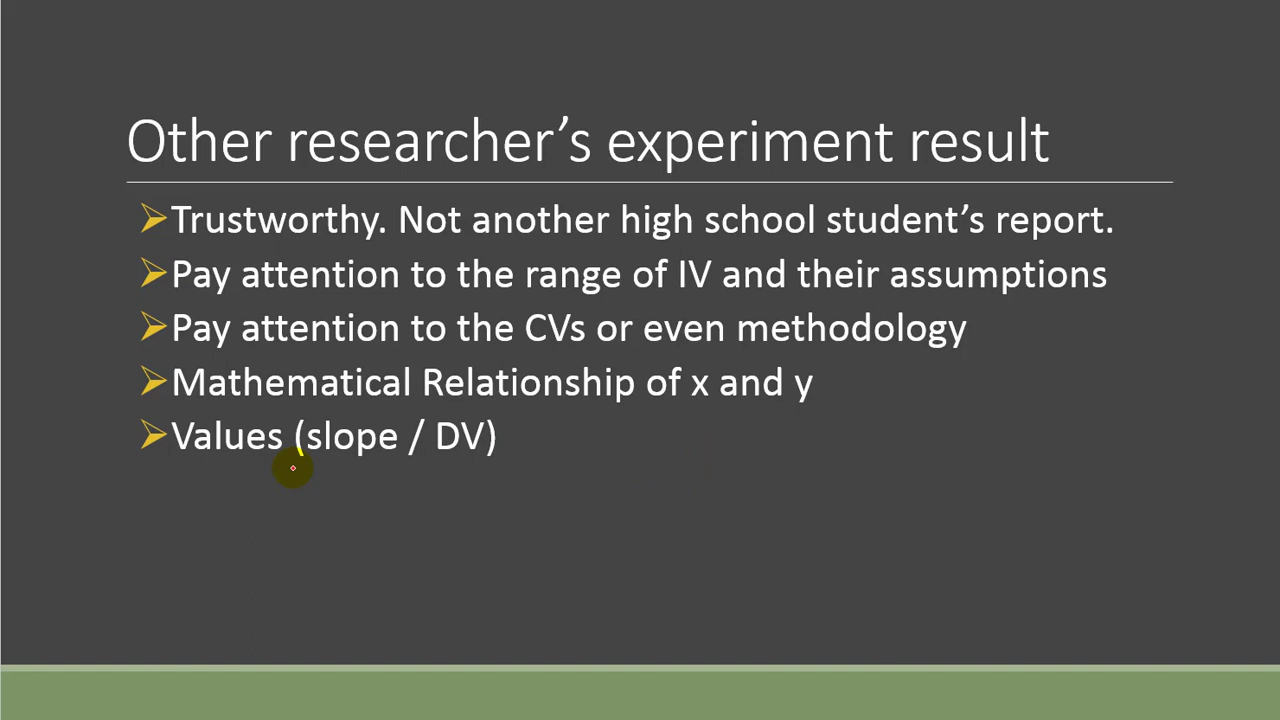 Other researcher’s experiment result
Trustworthy. Not another high school student’s report.
Pay attention to the range of IV and their assumptions
Pay attention to the CVs or even methodology
Mathematical Relationship of x and y
Values (slope / DV)